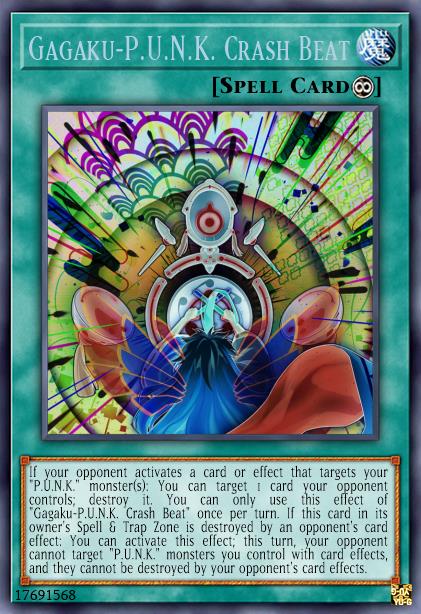 Gagaku-P.U.N.K. Crash Beat
魔
[Spell Card]
If your opponent activates a card or effect that targets your
"P.U.N.K." monster(s): You can target 1 card your opponent
controls; destroy it. You can only use this effect of
"Gagaku-P.U.N.K. Crash Beat" once per turn. If this card in its
owner's Spell & Trap Zone is destroyed by an opponent's card
effect: You can activate this effect; this turn, your opponent
cannot target "P.U.N.K." monsters you control with card effects,
and they cannot be destroyed by your opponent's card effects.
17691568